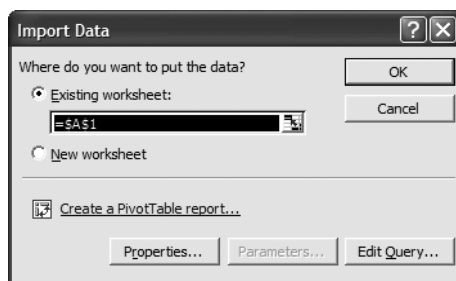 Import Data
Where do you want to put the data?
Existing worksheet:
=$A$1
New worksheet
Create a PivotTable report...
OK
Cancel
Properties...
Parameters...
Edit Query...